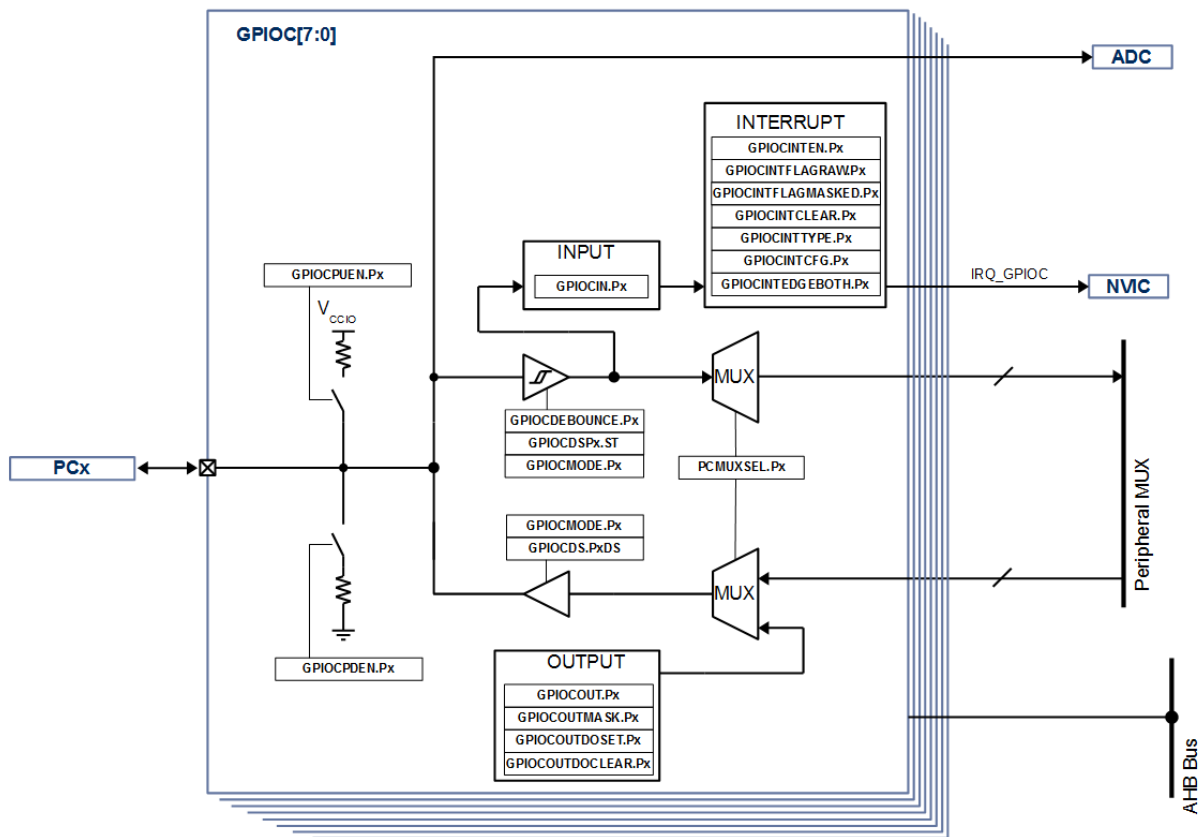 GPIOC[7:0]
ADC
INTERRUPT
GPIOCINTEN.Px
GPIOCINTFLAGRAW.Px
GPIOCINTFLAGMASKED.Px
GPIOCINTCLEAR.Px
GPIOCINTTYPE.Px
GPIOCINTCFG.Px
GPIOCINTEDGEBOTH.Px
INPUT
GPIOCIN.Px
IRQ_GPIOC
NVIC
GPIOCPUEN.Px
VCCIO
MUX
GPIOCDEBOUNCE.Px
GPIOCDSPx.ST
GPIOCMODE.Px
PCMUXSEL.Px
PCx
GPIOCMODE.Px
GPIOCDS.PxDS
MUX
Peripheral MUX
GPIOCPDEN.Px
OUTPUT
GPIOCOUT.Px
GPIOCOUTMASK.Px
GPIOCOUTDOSET.Px
GPIOCOUTDOCLEAR.Px
AHB Bus